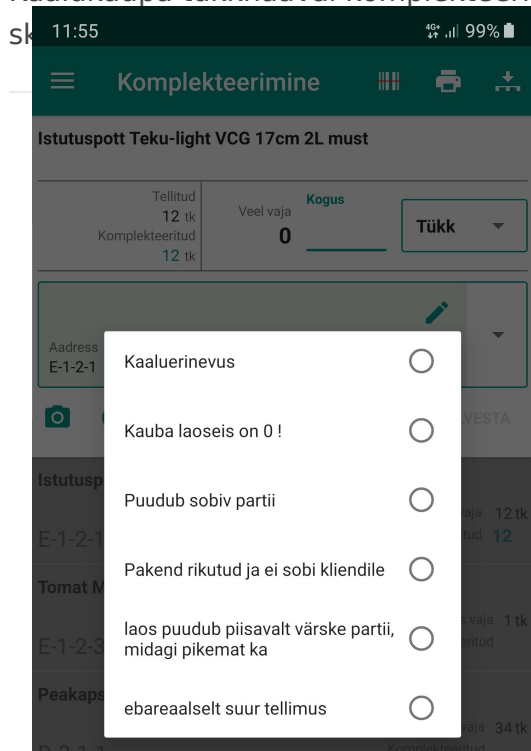 sk
11:55
4G+ 99%
Komplekteerimine
Istutuspott Teku-light VCG 17cm 2L must
Tellitud
12 tk
Komplekteeritud
12 tk
Veel vaja
0
Kogus
Tükk
Aadress
E-1-2-1
Kaaluerinevus
Kauba laoseis on 0 !
Puudub sobiv partii
Pakend rikutud ja ei sobi kliendile
laos puudub piisavalt värske partii,
midagi pikemat ka
ebareaalselt suur tellimus
VESTA
Istutusp
vaja 12 tk
tud 12
E-1-2-1
Tomat M
s vaja 1 tk
eritud
E-1-2-3
Peakaps
vaja 34 tk